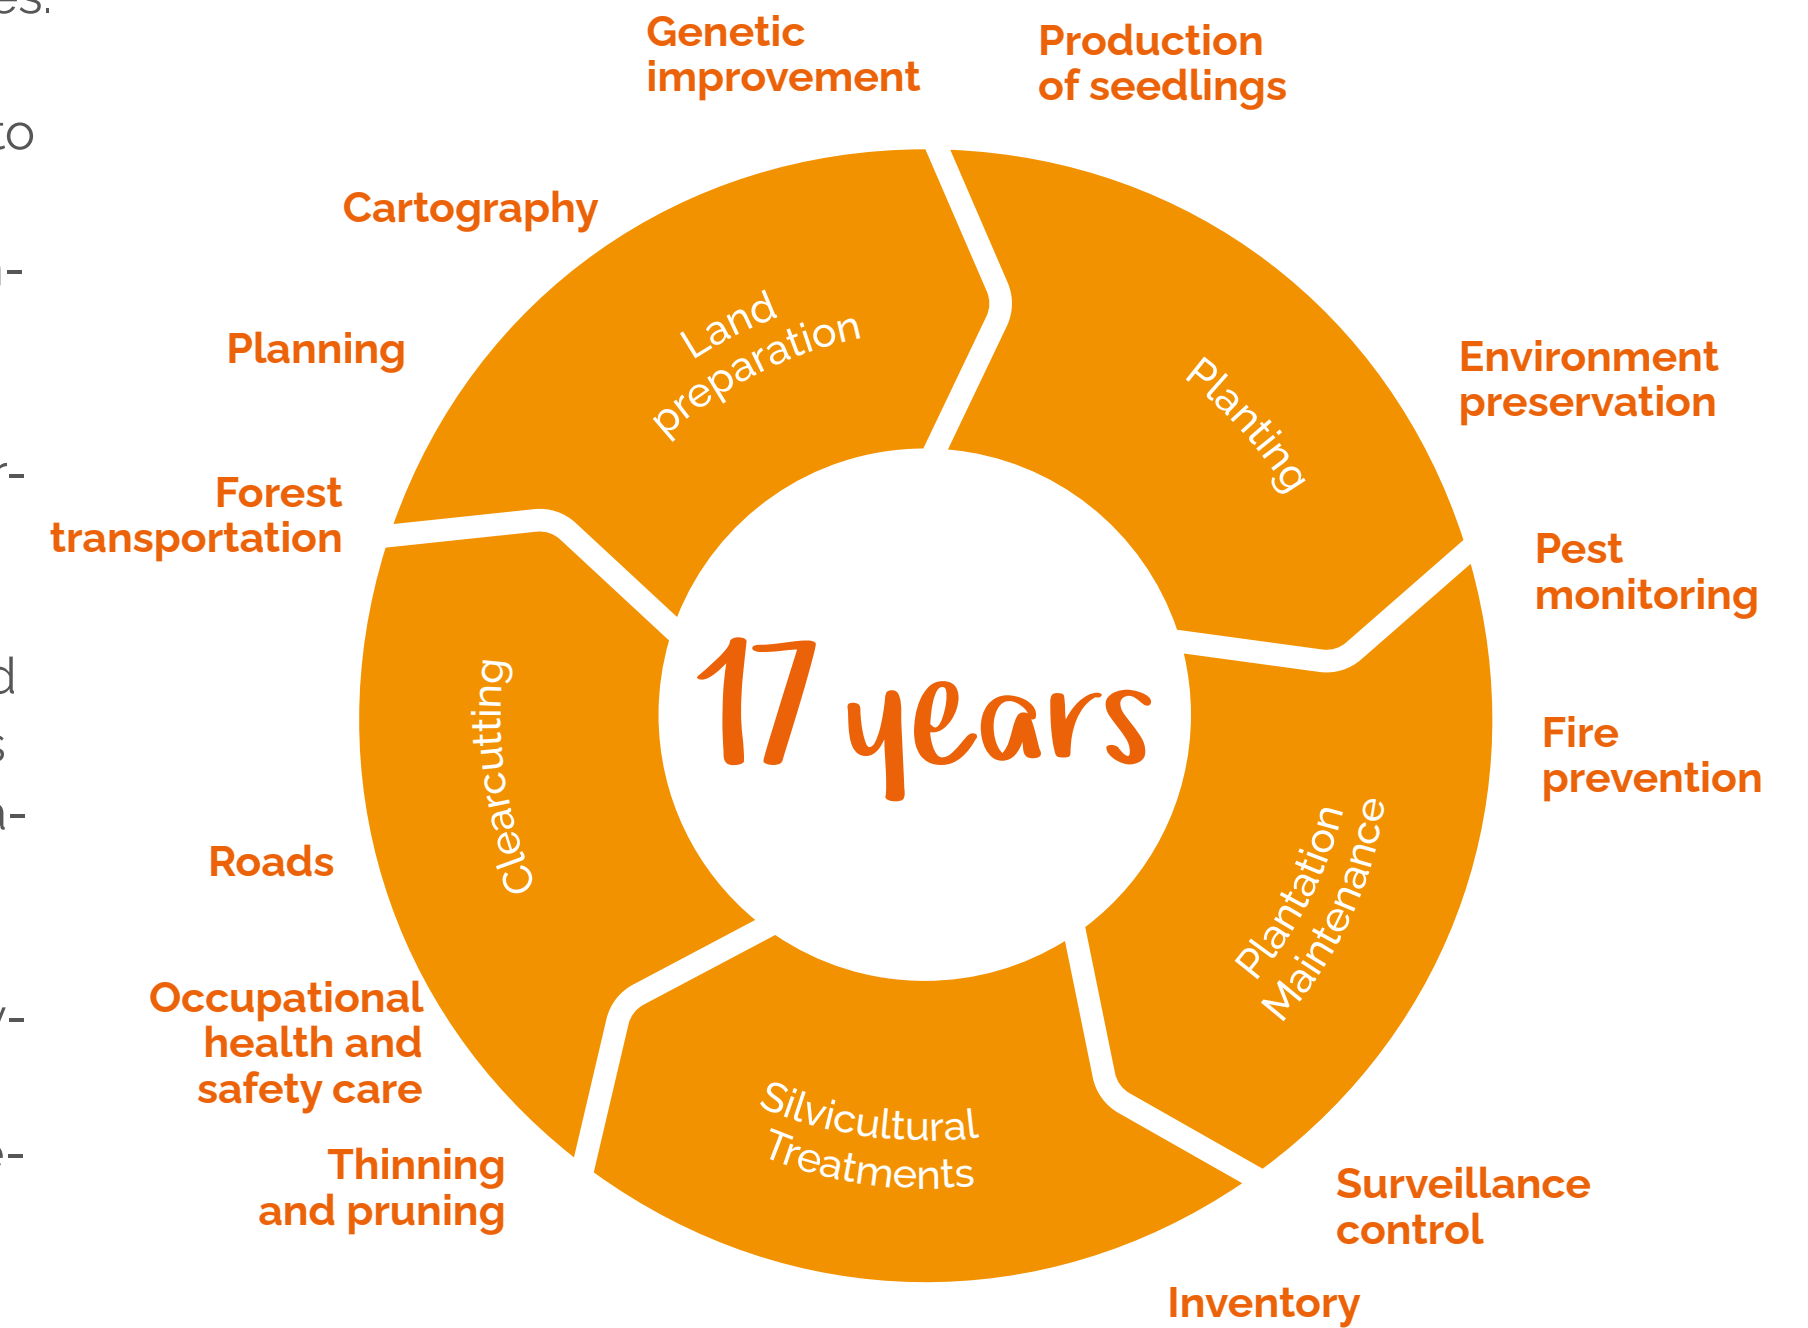 Genetic
improvement
Production
of seedlings
to
Cartography
Land
preparation
Planning
Planting
Environment
preservation
Forest
transportation
Pest
monitoring
17 years
Clearcutting
Fire
prevention
Roads
Plantation
Maintenance
Occupational
health and
safety care
Silvicultural
Treatments
Thinning
and pruning
Surveillance
control
Inventory